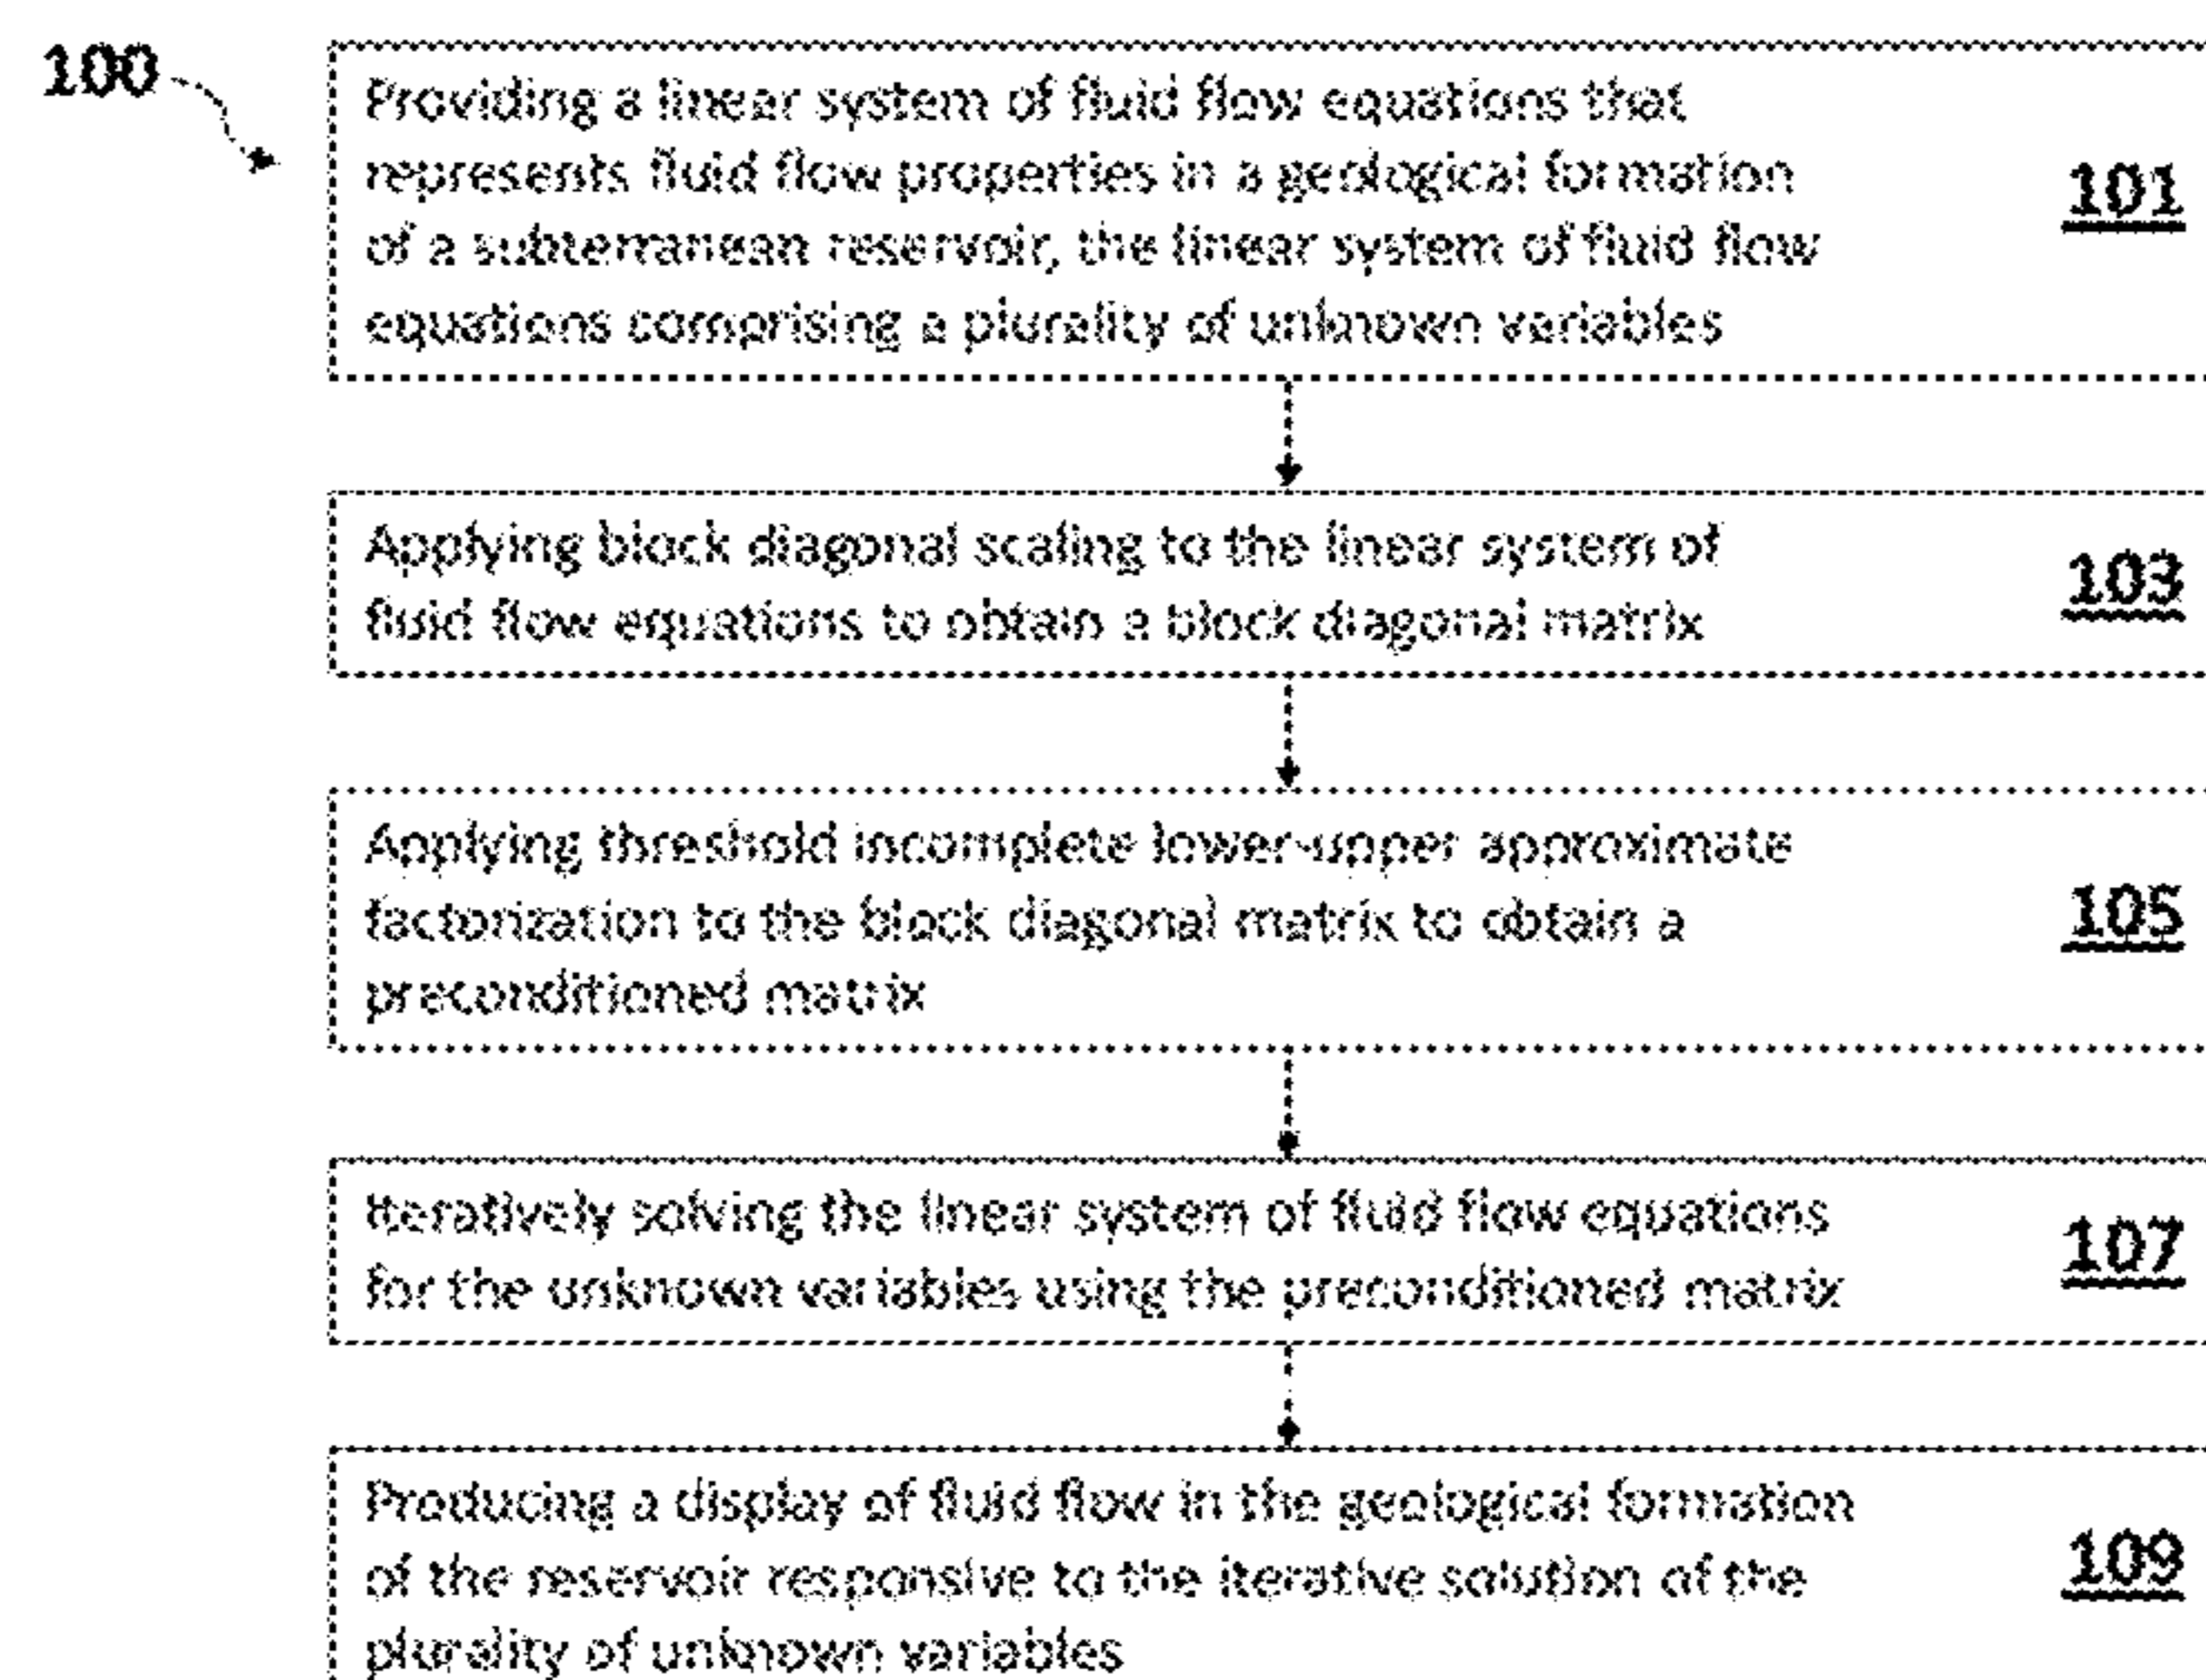 100
Providing a linear system of fluid flow equations that
represents fluid flow properties in a geological formation
101
of a subterranean reservoir, the linear system of fluid flow
equations comprising a plurality of unknown variables
Applying block diagonal scaling to the linear system of
103
fluid flow equations to obtain a block diagonal matrix
Applying threshold incomplete lower-upper approximate
factorization to the block diagonal matrix to obtain a
105
preconditioned matrix
Iteratively solving the linear system of fluid flow equations
107
for the unknown variables using the preconditioned matrix
Producing a display of fluid flow in the geological formation
of the reservoir responsive to the iterative solution of the
109
plurality of unknown variables